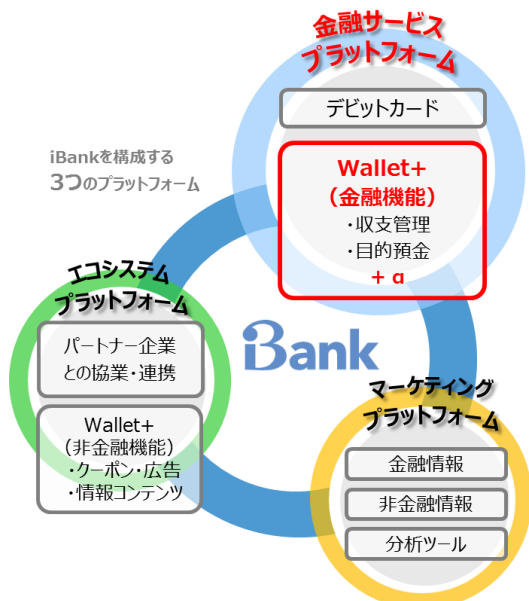 金融サービス
プラットフォーム
デビットカード
Wallet+
(金融機能)
・収支管理
・目的預金
+ α
iBankを構成する
3つのプラットフォーム
エコシステム
プラットフォーム
パートナー企業
との協業・連携
Wallet+
(非金融機能)
・クーポン・広告
・情報コンテンツ
iBank
マーケティング
プラットフォーム
金融情報
非金融情報
分析ツール